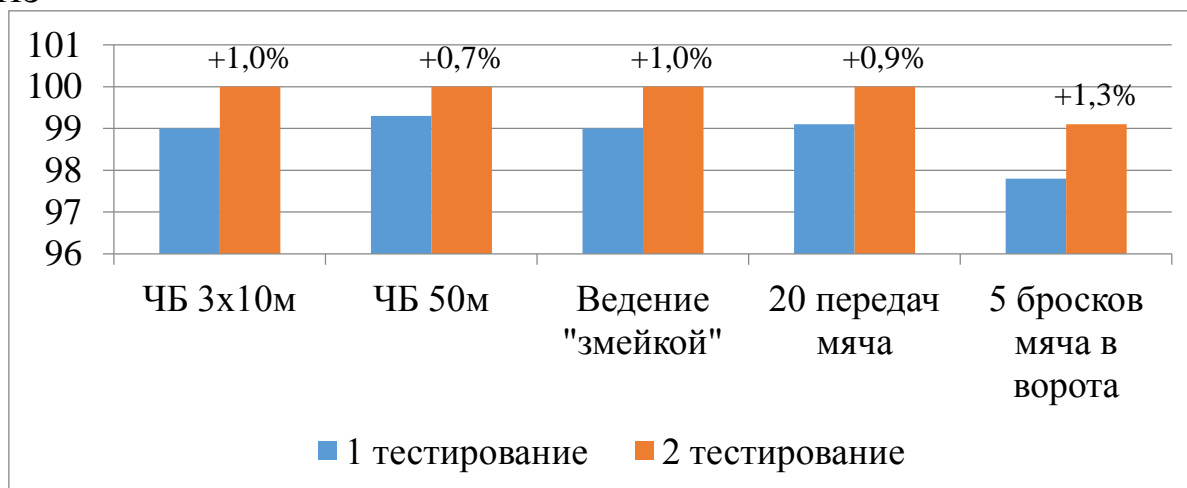 101
+1,0%
+0,7%
+1,0%
+0,9%
100
+1,3%
99
98
97
96
ЧБ 3х10м
ЧБ 50м
Ведение
"змейкой"
20 передач
мяча
5 бросков
мяча в
ворота
1 тестирование
2 тестирование